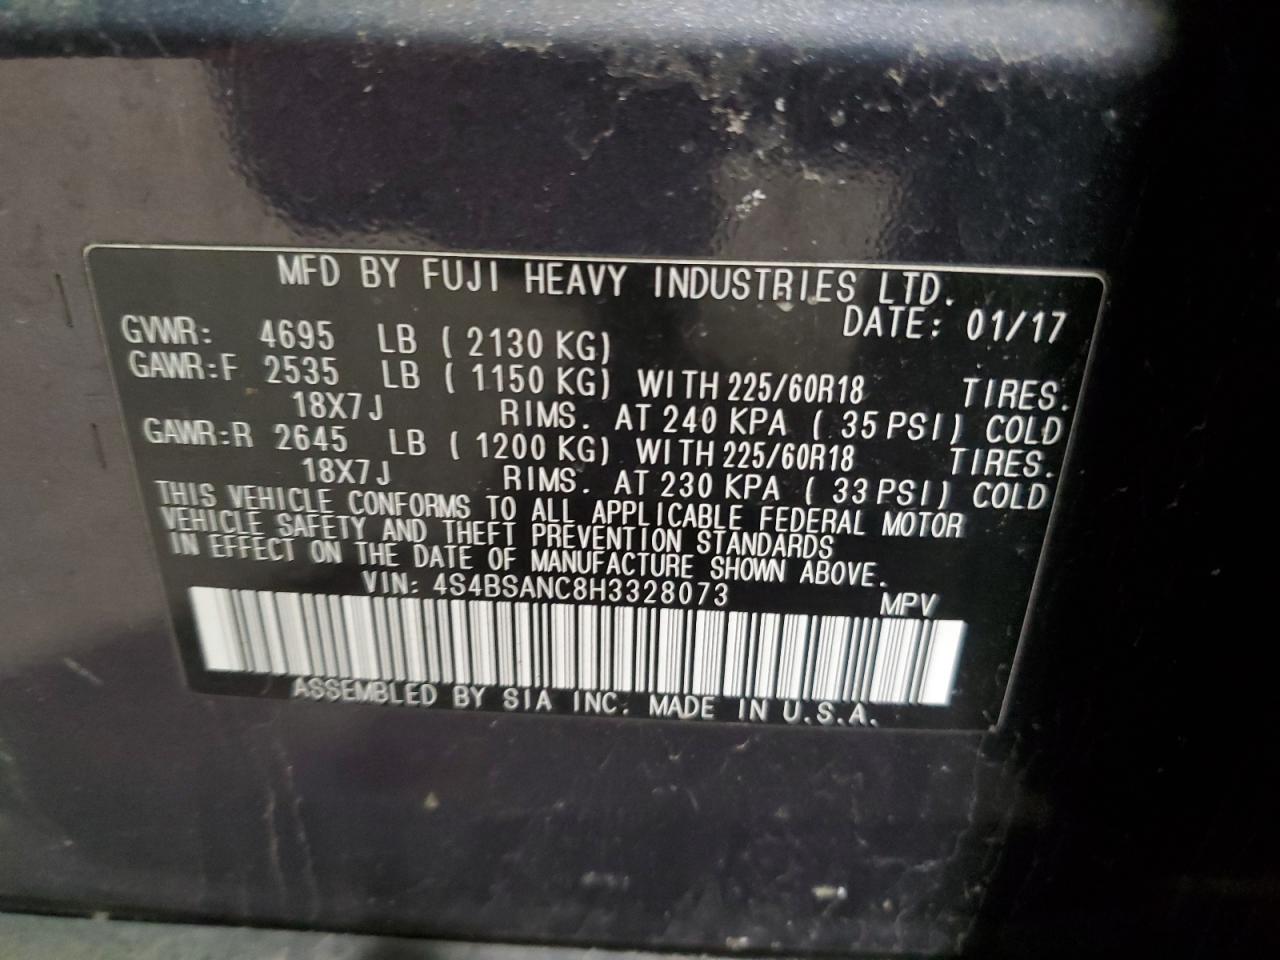 MFD BY FUJI HEAVY INDUSTRIES LTD.
DATE: 01/17
GVWR: 4695 LB ( 2130 KG)
GAWR:F 2535 LB ( 1150 KG) WITH 225/60R18 TIRES.
18X7J RIMS. AT 240 KPA ( 35 PSI) COLD
GAWR:R 2645 LB ( 1200 KG) WITH 225/60R18 TIRES.
18X7J RIMS. AT 230 KPA ( 33 PSI) COLD
THIS VEHICLE CONFORMS TO ALL APPLICABLE FEDERAL MOTOR
VEHICLE SAFETY AND THEFT PREVENTION STANDARDS
IN EFFECT ON THE DATE OF MANUFACTURE SHOWN ABOVE.
VIN: 4S4BSANC8H3328073 MPV
ASSEMBLED BY SIA INC. MADE IN U.S.A.